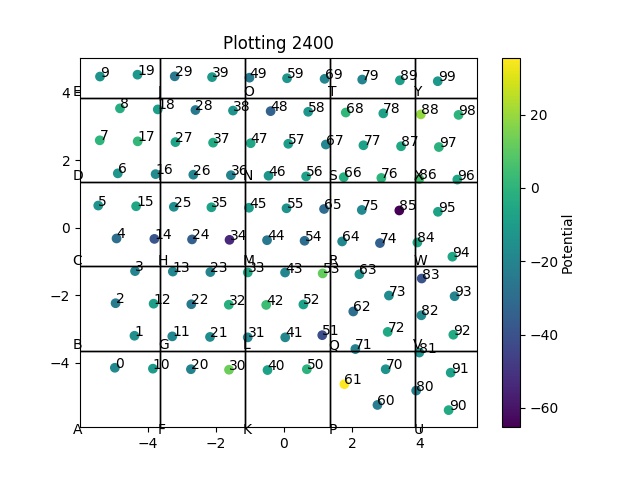 Plotting 2400
9 19 29 39 49 59 69 79 89 99
E J O T Y
8 18 28 38 48 58 68 78 88 98
7 17 27 37 47 57 67 77 87 97
6 16 26 36 46 56 66 76 86 96
D N S X
5 15 25 35 45 55 65 75 85 95
4 14 24 34 44 54 64 74 84 94
C H M R W
3 13 23 33 43 53 63 73 83 93
2 12 22 32 42 52 62 72 82 92
1 11 21 31 41 51 71 81
B G Q V
0 10 20 30 40 50 61 70 80 91
60 90
A F K P U
4
2
0
−2
−4
−4 −2 0 2 4
20
0
−20
−40
−60
Potential